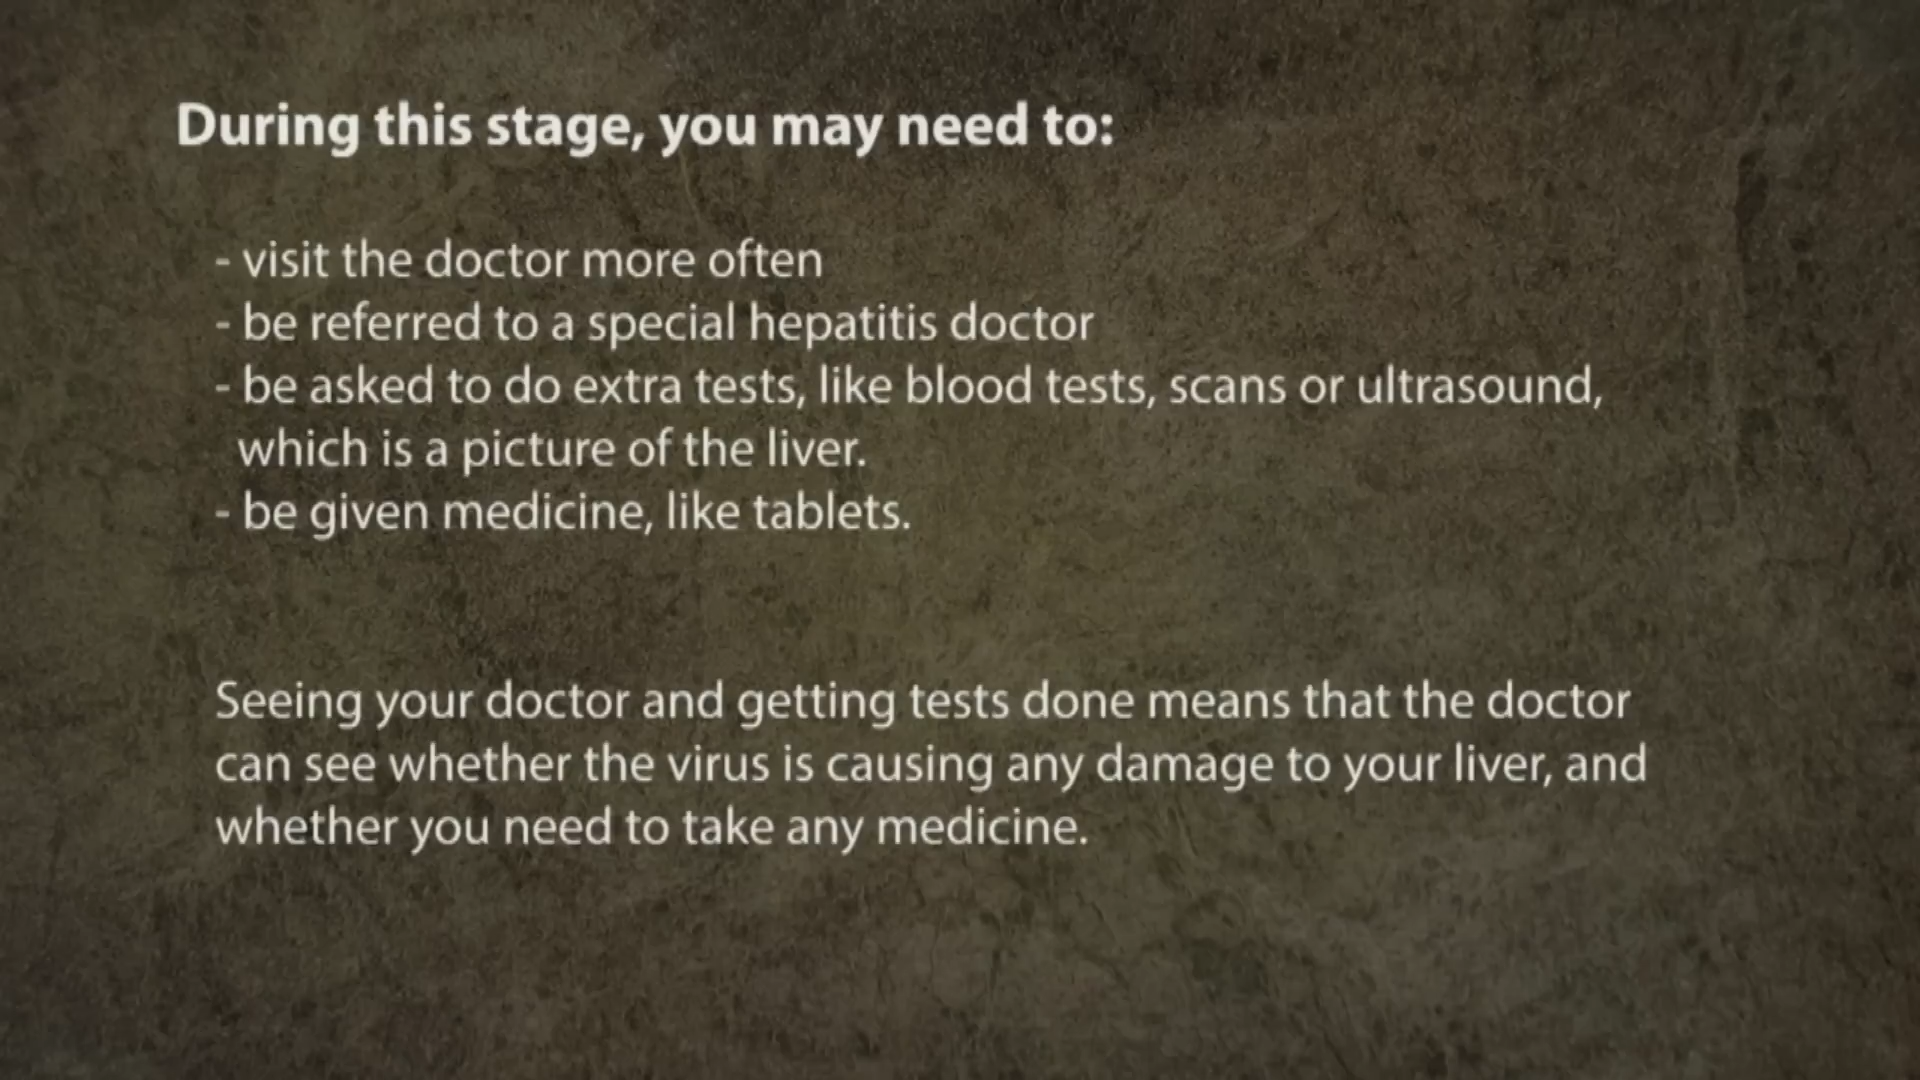 During this stage, you may need to:
- visit the doctor more often
- be referred to a special hepatitis doctor
- be asked to do extra tests, like blood tests, scans or ultrasound,
which is a picture of the liver.
- be given medicine, like tablets.
Seeing your doctor and getting tests done means that the doctor
can see whether the virus is causing any damage to your liver, and
whether you need to take any medicine.